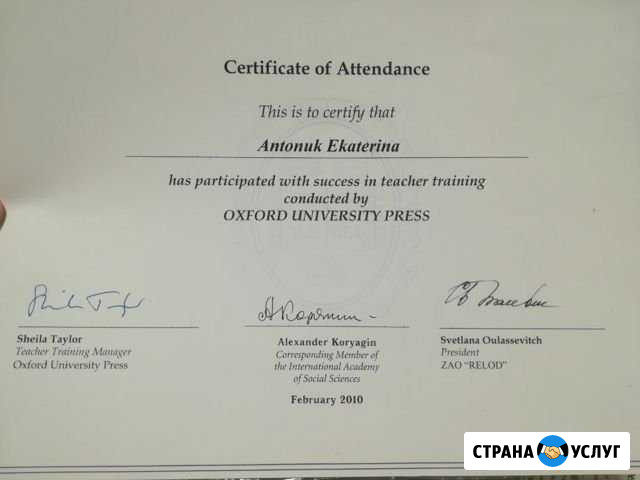 Certificate of Attendance
This is to certify that
Antonuk Ekaterina
has participated with success in teacher training
conducted by
OXFORD UNIVERSITY PRESS
Sheila Taylor
Teacher Training Manager
Oxford University Press
Alexander Koryagin
Corresponding Member of
the International Academy
of Social Sciences
February 2010
Svetlana Oulassevitch
President
ZAO "RELOD"
СТРАНА УСЛУГ